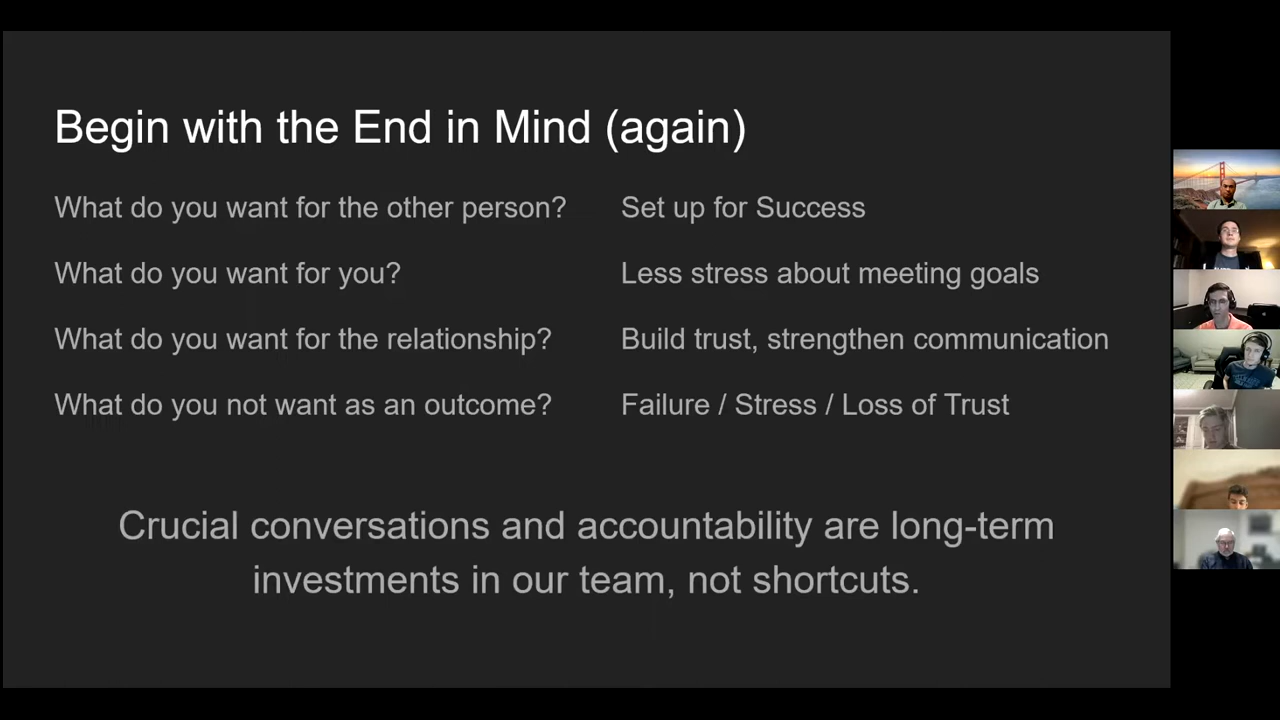 Begin with the End in Mind (again)
What do you want for the other person?
Set up for Success
What do you want for you?
Less stress about meeting goals
What do you want for the relationship?
Build trust, strengthen communication
What do you not want as an outcome?
Failure / Stress / Loss of Trust
Crucial conversations and accountability are long-term
investments in our team, not shortcuts.